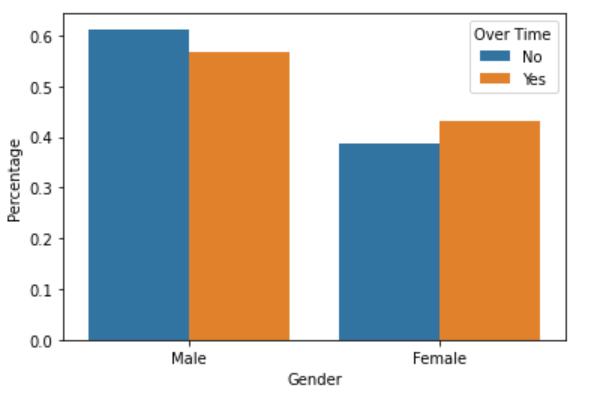 Over Time
No
Yes
0.6
0.5
0.4
0.3
0.2
0.1
0.0
Percentage
Male Female
Gender